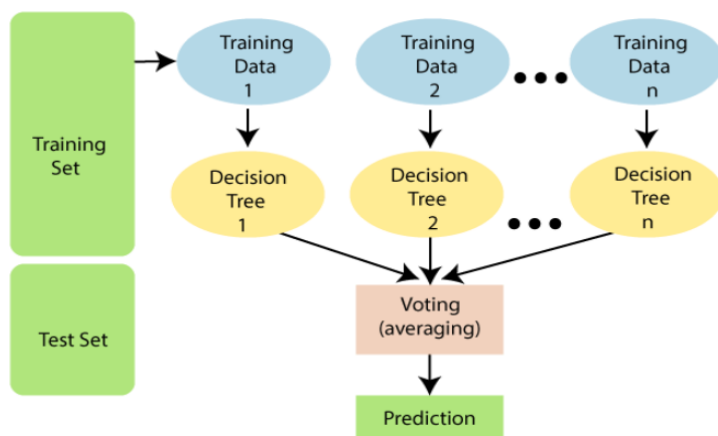 Training
Set
Test Set
Training
Data
1
Training
Data
2
Training
Data
n
Decision
Tree
1
Decision
Tree
2
Decision
Tree
n
Voting
(averaging)
Prediction